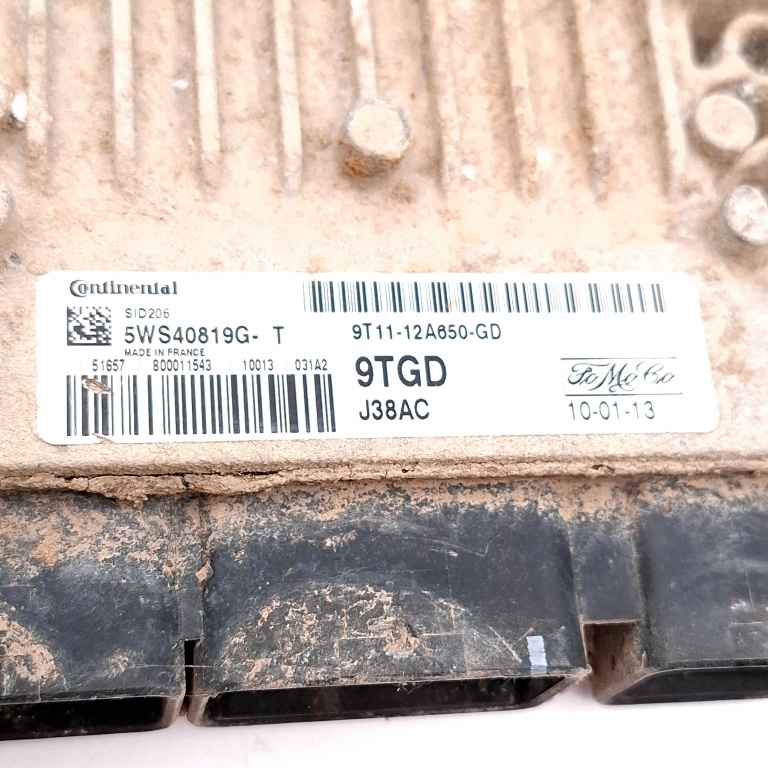 Continental
SID206
5WS40819G- T
MADE IN FRANCE
51657 800011543 10013 031A2
9T11-12A650-GD
9TGD
J38AC
FoMoCo
10-01-13